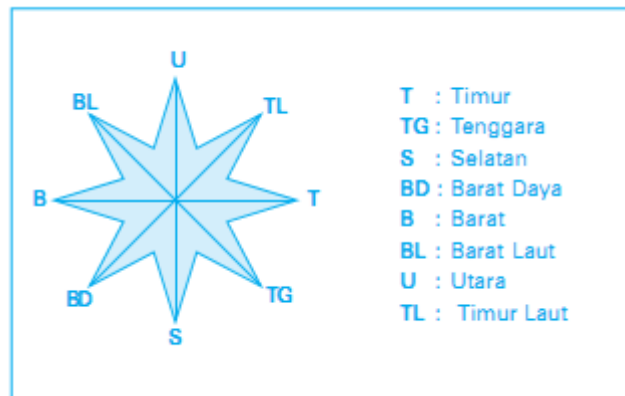 U
BL
TL
B
T
BD
TG
S
T : Timur
TG : Tenggara
S : Selatan
BD : Barat Daya
B : Barat
BL : Barat Laut
U : Utara
TL : Timur Laut